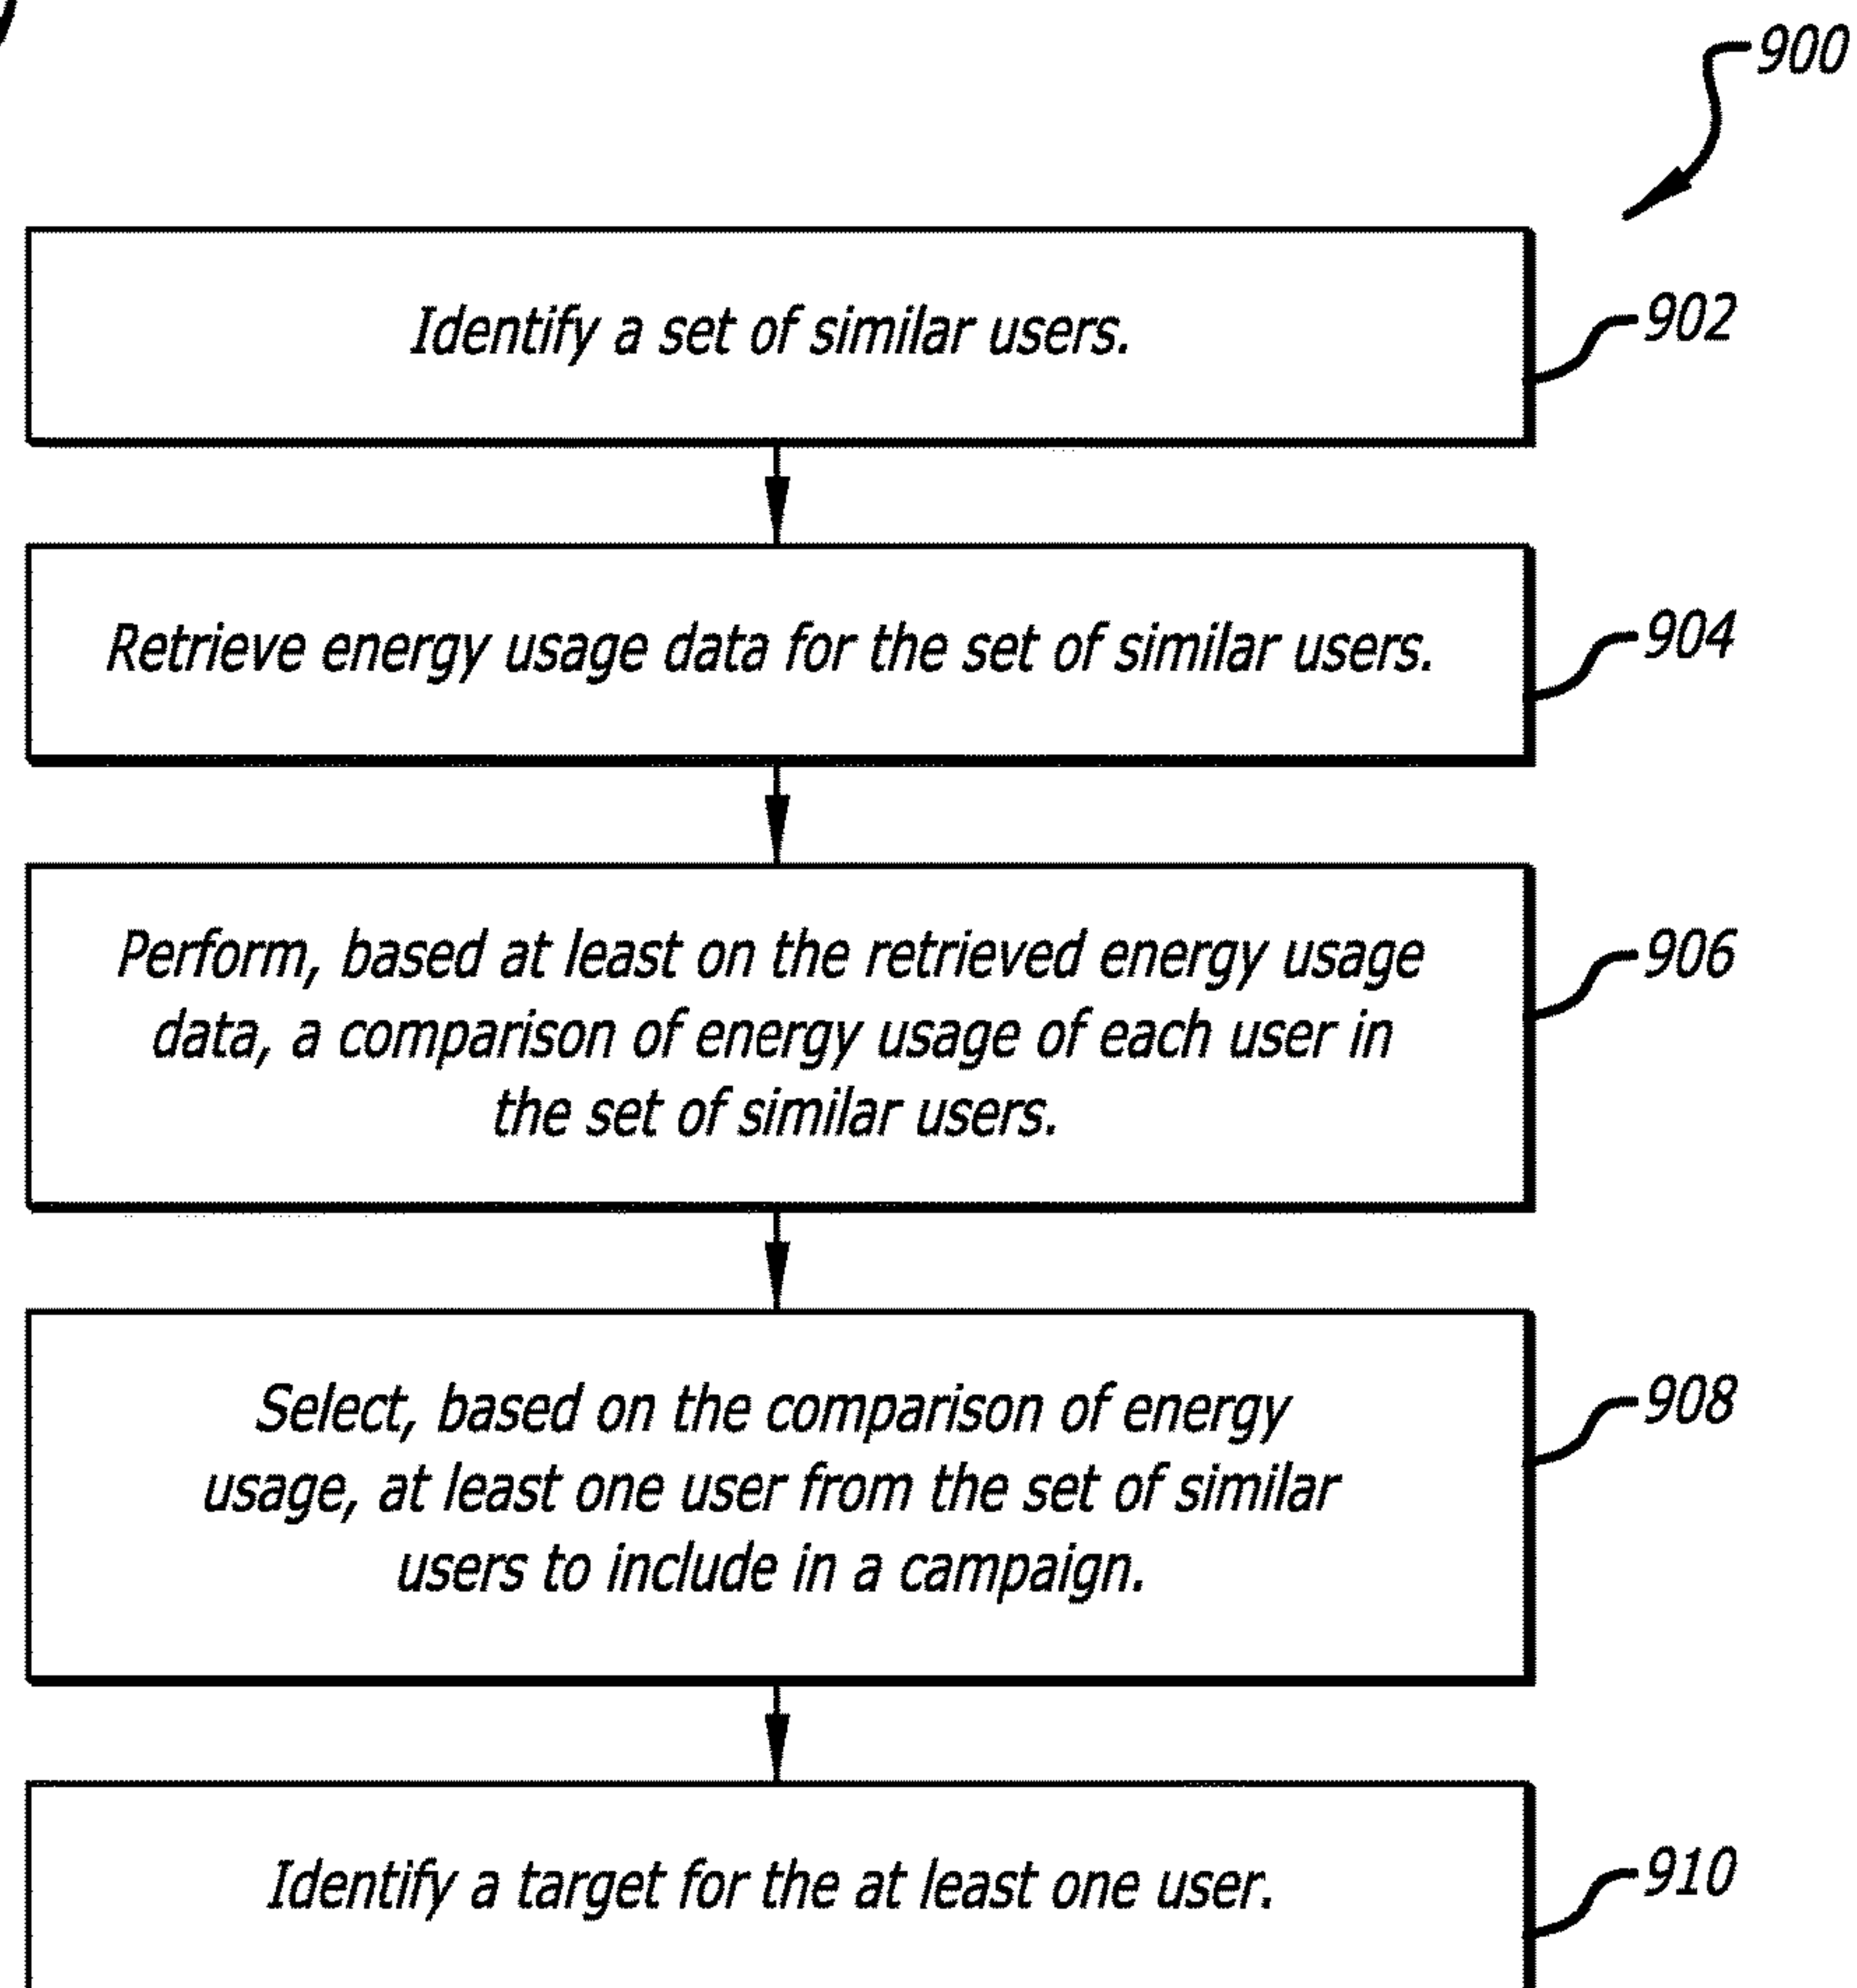 900
Identify a set of similar users.
902
Retrieve energy usage data for the set of similar users.
904
Perform, based at least on the retrieved energy usage
data, a comparison of energy usage of each user in
the set of similar users.
906
Select, based on the comparison of energy
usage, at least one user from the set of similar
users to include in a campaign.
908
Identify a target for the at least one user.
910